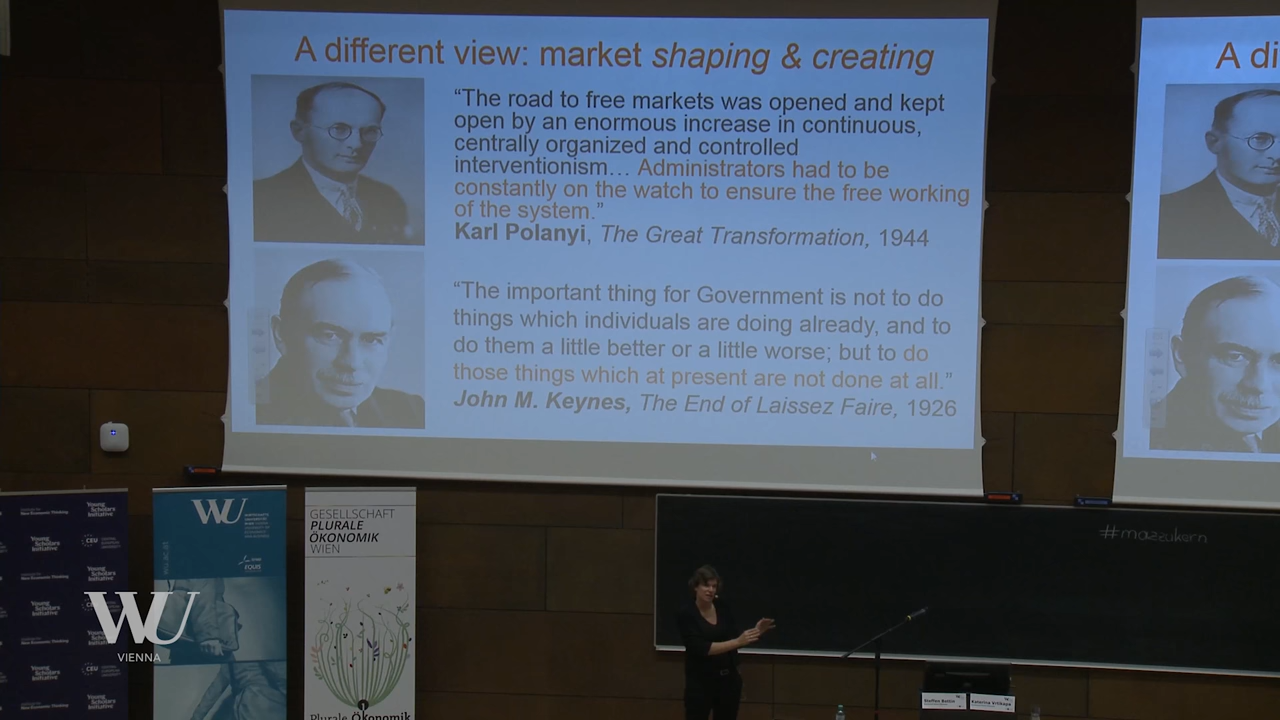 A different view: market shaping & creating
“The road to free markets was opened and kept
open by an enormous increase in continuous,
centrally organized and controlled
interventionism… Administrators had to be
constantly on the watch to ensure the free working
of the system.”
Karl Polanyi, The Great Transformation, 1944
“The important thing for Government is not to do
things which individuals are doing already, and to
do them a little better or a little worse; but to do
those things which at present are not done at all.”
John M. Keynes, The End of Laissez Faire, 1926
A di
#mazzukern
Young
Scholars
Initiative
CEU
WU
EQUIS
GESELLSCHAFT
PLURALE
ÖKONOMIK
WIEN
Plurale Ökonomik
WU
VIENNA